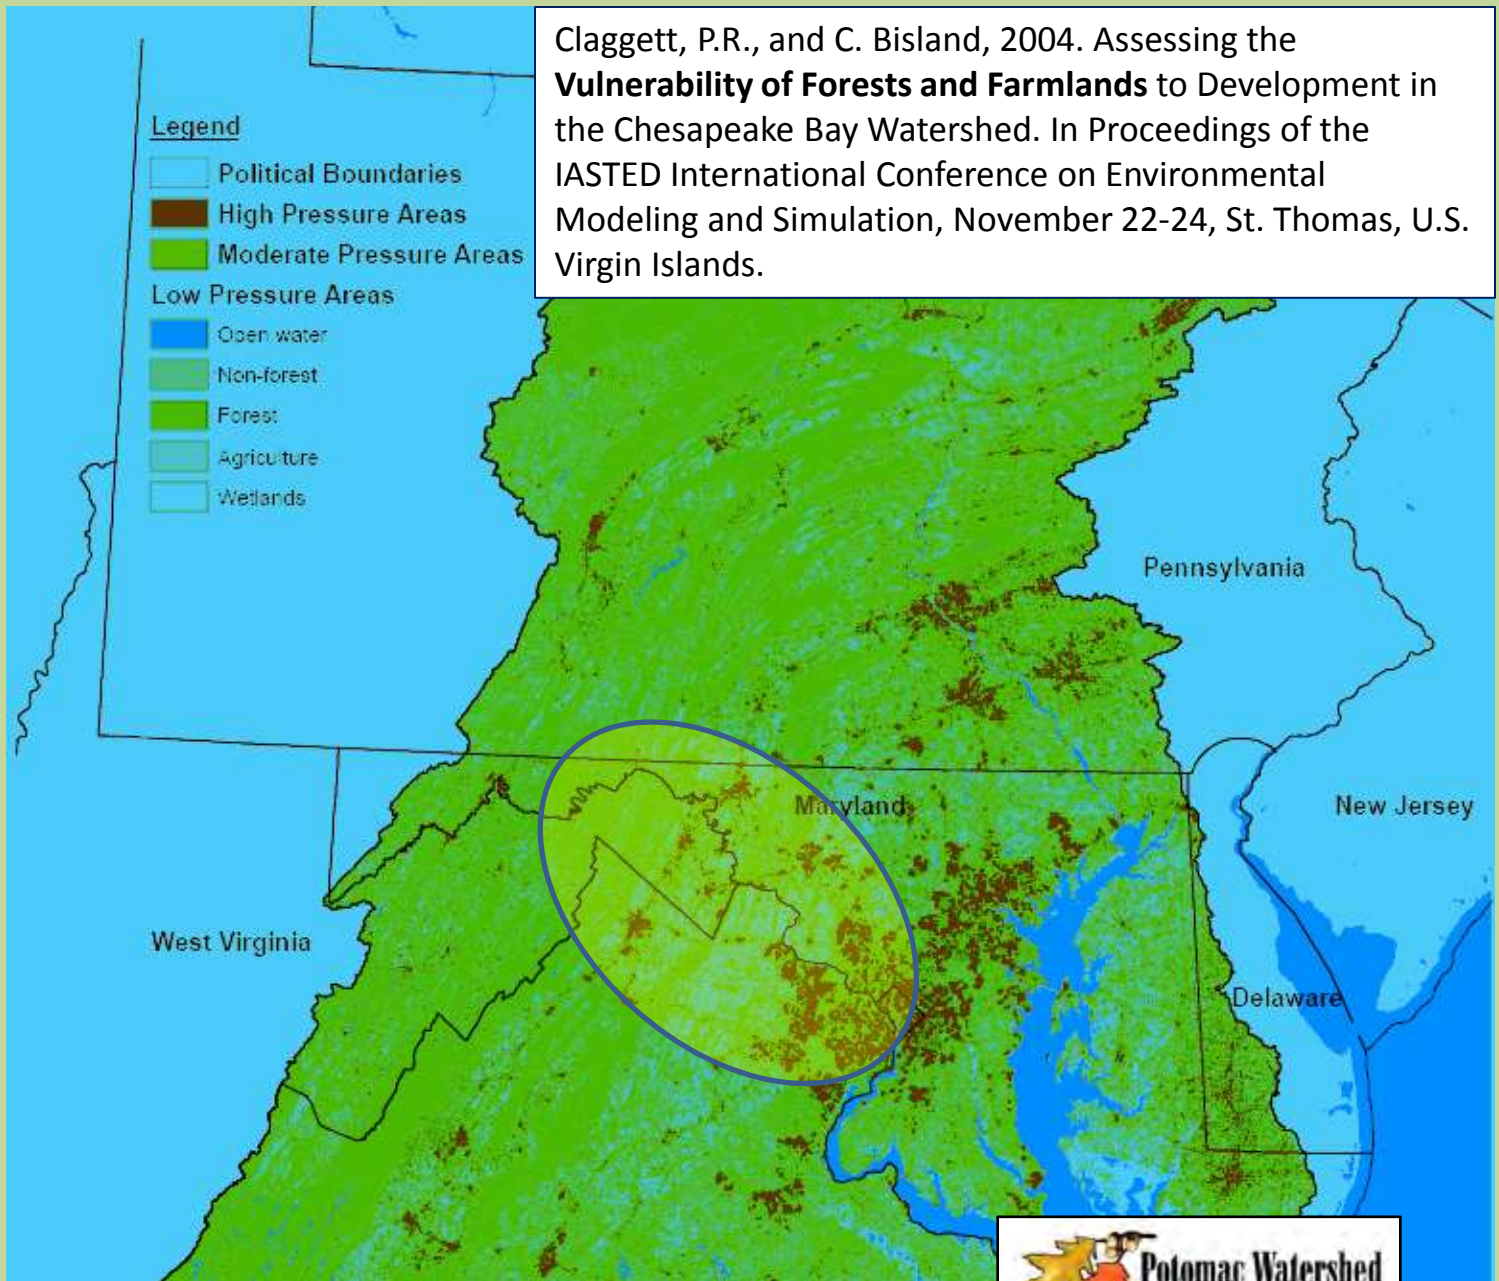 Claggett, P.R., and C. Bisland, 2004. Assessing the
Vulnerability of Forests and Farmlands to Development in
the Chesapeake Bay Watershed. In Proceedings of the
IASTED International Conference on Environmental
Modeling and Simulation, November 22-24, St. Thomas, U.S.
Virgin Islands.
Legend
Political Boundaries
High Pressure Areas
Moderate Pressure Areas
Low Pressure Areas
Open water
Non-forest
Forest
Agriculture
Wetlands
Pennsylvania
Maryland
New Jersey
West Virginia
Delaware
Potomac Watershed